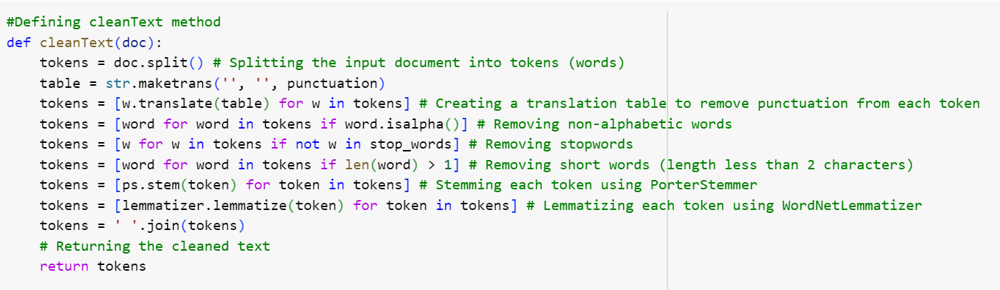 #Defining cleanText method
def cleanText(doc):
    tokens = doc.split() # Splitting the input document into tokens (words)
    table = str.maketrans('', '', punctuation)
    tokens = [w.translate(table) for w in tokens] # Creating a translation table to remove punctuation from each token
    tokens = [word for word in tokens if word.isalpha()] # Removing non-alphabetic words
    tokens = [w for w in tokens if not w in stop_words] # Removing stopwords
    tokens = [word for word in tokens if len(word) > 1] # Removing short words (length less than 2 characters)
    tokens = [ps.stem(token) for token in tokens] # Stemming each token using PorterStemmer
    tokens = [lemmatizer.lemmatize(token) for token in tokens] # Lemmatizing each token using WordNetLemmatizer
    tokens = ' '.join(tokens)
    # Returning the cleaned text
    return tokens